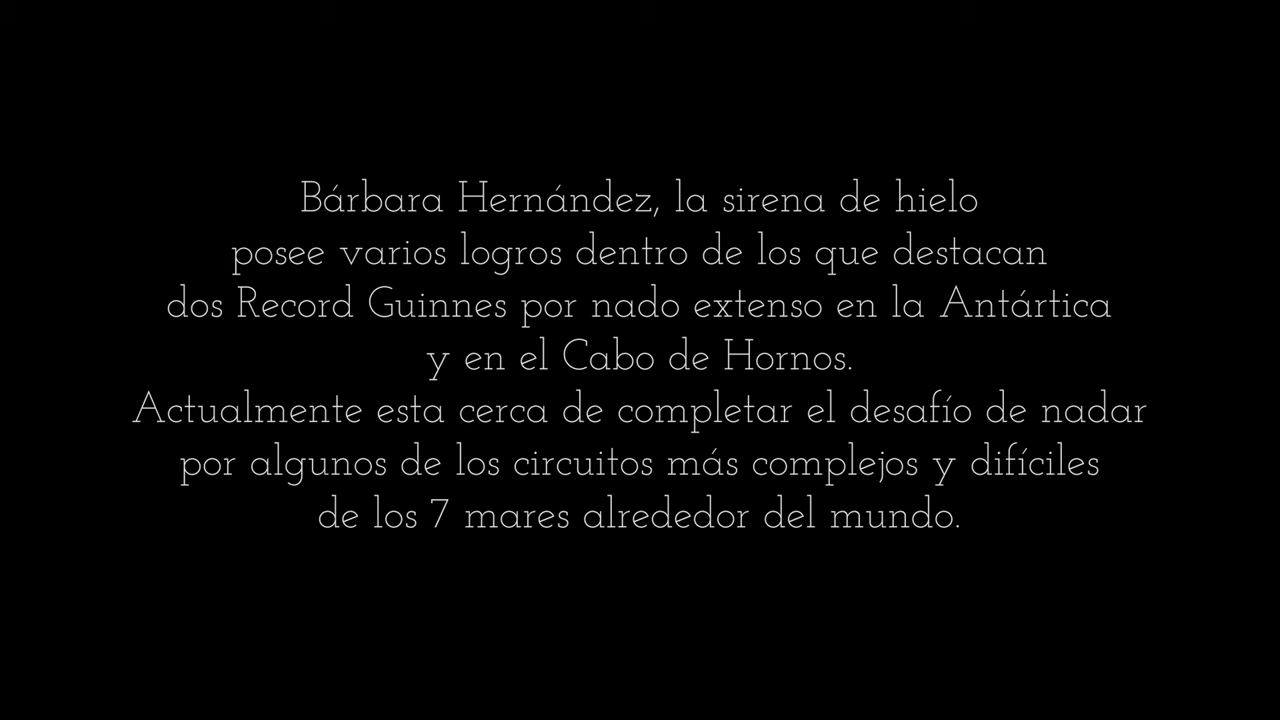 Bárbara Hernández, la sirena de hielo
posee varios logros dentro de los que destacan
dos Record Guinnes por nado extenso en la Antártica
y en el Cabo de Hornos.
Actualmente esta cerca de completar el desafío de nadar
por algunos de los circuitos más complejos y difíciles
de los 7 mares alrededor del mundo.